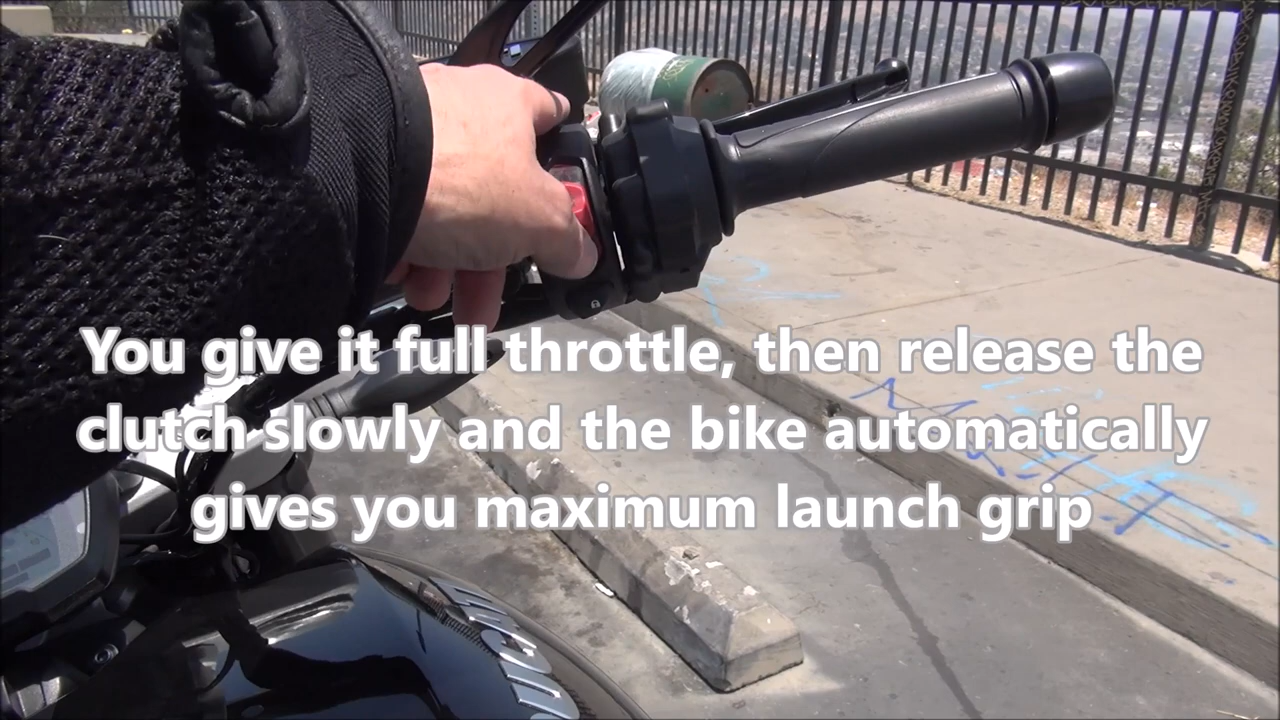 You give it full throttle, then release the
clutch slowly and the bike automatically
gives you maximum launch grip